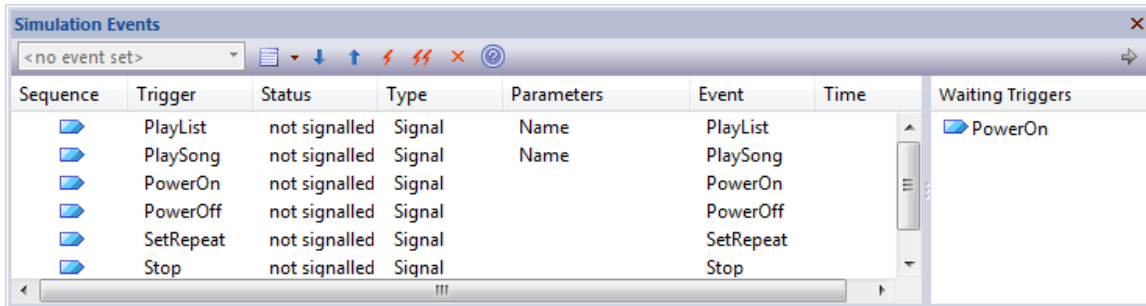 Simulation Events
<no event set>
Sequence Trigger Status Type Parameters Event Time Waiting Triggers
PlayList not signalled Signal Name PlayList PowerOn
PlaySong not signalled Signal Name PlaySong
PowerOn not signalled Signal PowerOn
PowerOff not signalled Signal PowerOff
SetRepeat not signalled Signal SetRepeat
Stop not signalled Signal Stop